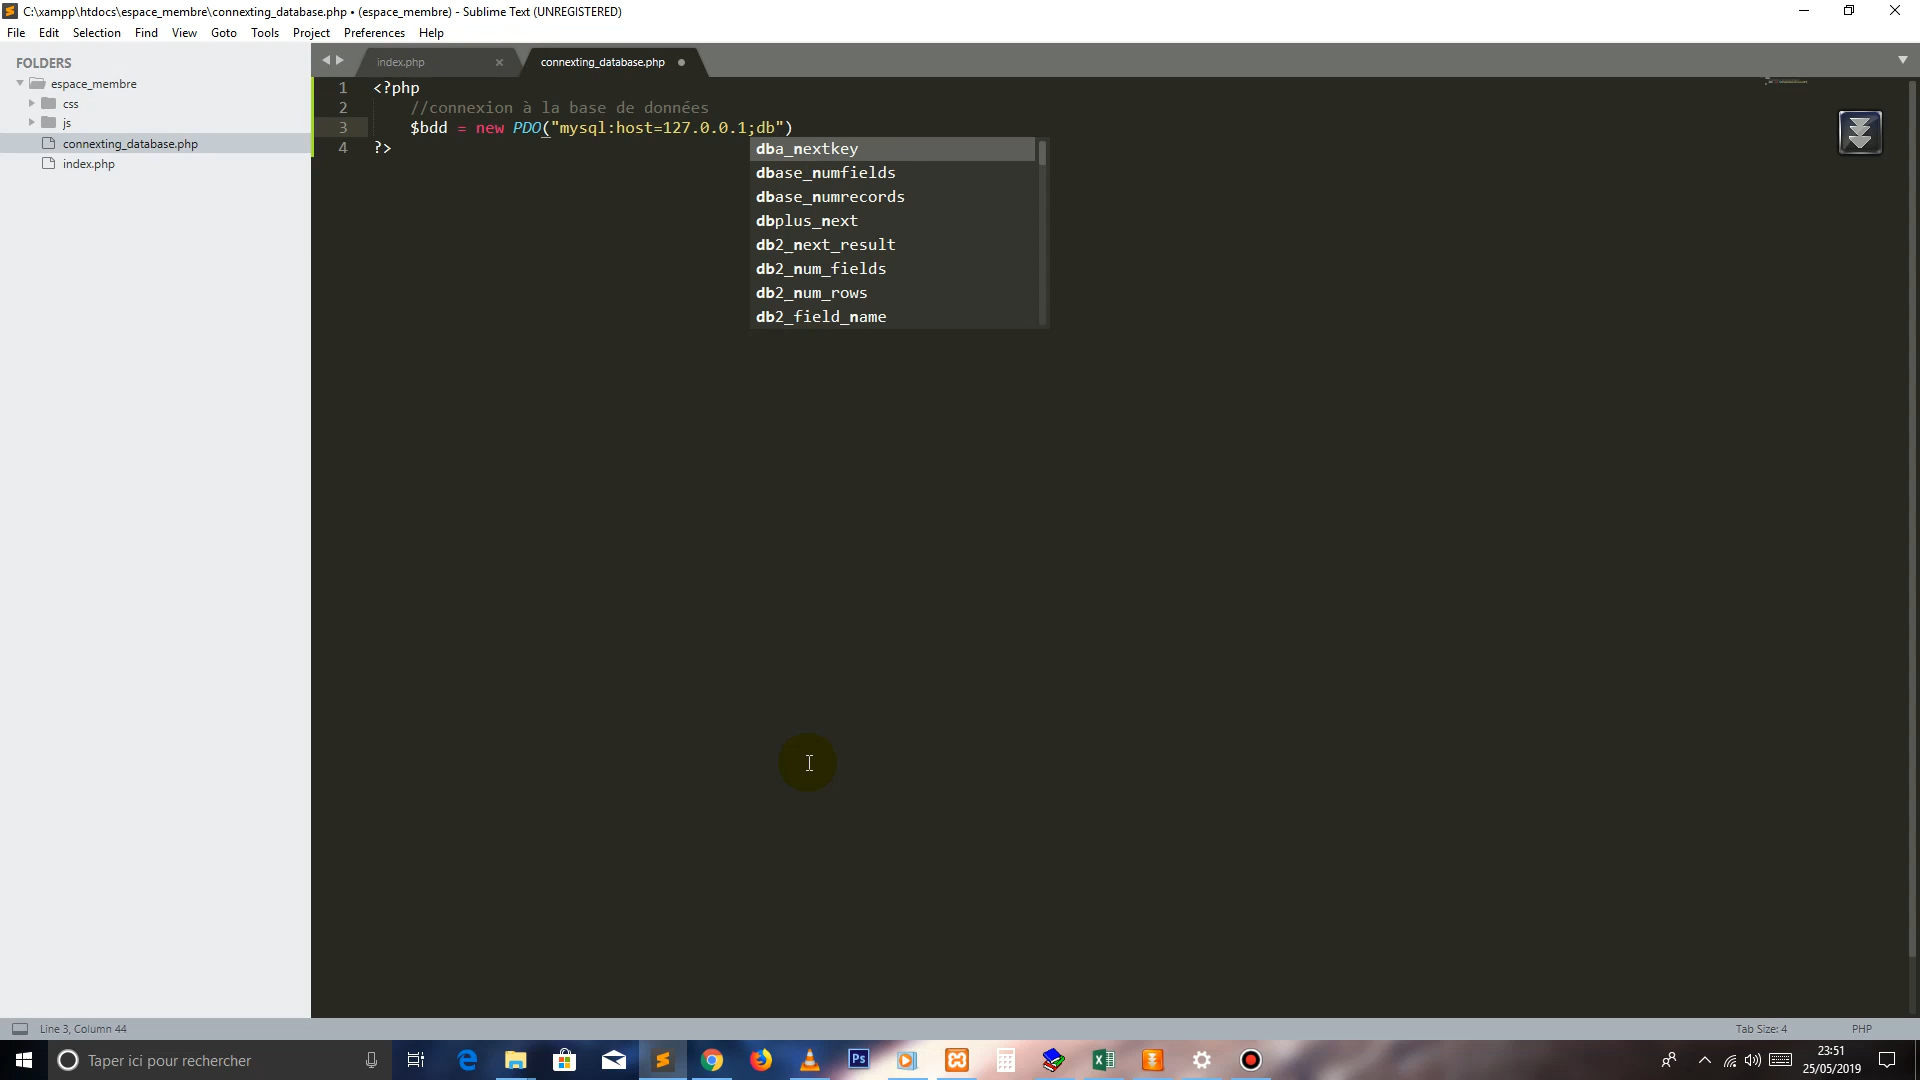 C:\xampp\htdocs\espace_membre\connexting_database.php • (espace_membre) - Sublime Text (UNREGISTERED)
File Edit Selection Find View Goto Tools Project Preferences Help
FOLDERS
espace_membre
css
js
connexting_database.php
index.php
index.php × connexting_database.php
1 <?php
2 //connexion à la base de données
3 $bdd = new PDO("mysql:host=127.0.0.1;db")
4 ?>
dba_nextkey
dbase_numfields
dbase_numrecords
dbplus_next
db2_next_result
db2_num_fields
db2_num_rows
db2_field_name
Line 3, Column 44 Tab Size: 4 PHP
Taper ici pour rechercher
Ps
23:51
25/05/2019